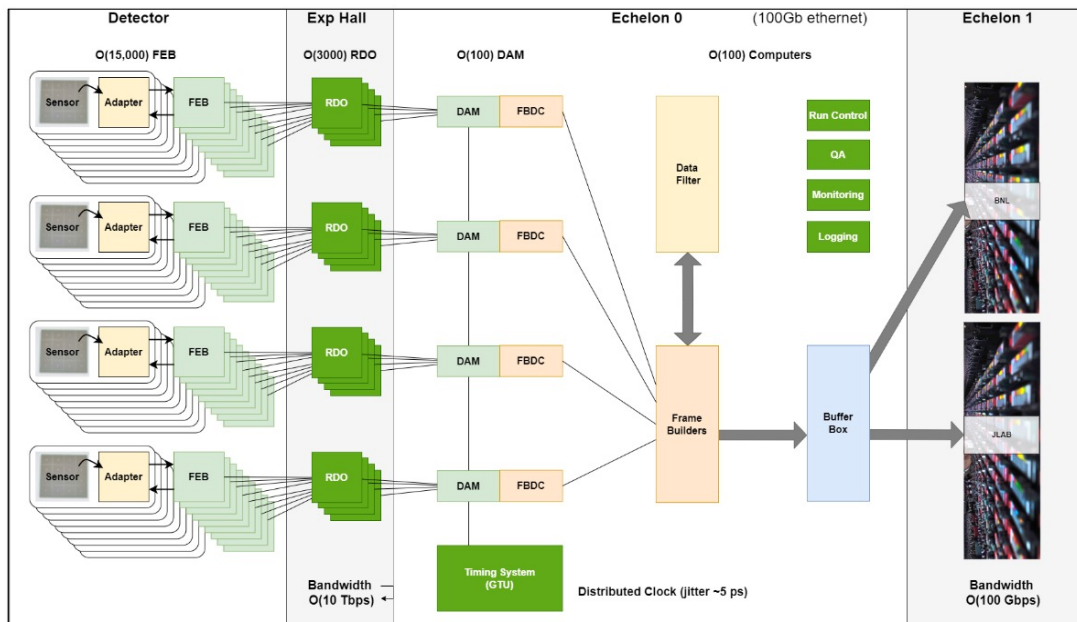 Detector
Exp Hall
Echelon 0
(100Gb ethernet)
Echelon 1
O(15,000) FEB
O(3000) RDO
O(100) DAM
O(100) Computers
Sensor
Adapter
FEB
RDO
DAM
FBDC
Sensor
Adapter
FEB
RDO
DAM
FBDC
Sensor
Adapter
FEB
RDO
DAM
FBDC
Sensor
Adapter
FEB
RDO
DAM
FBDC
Data
Filter
Run Control
QA
Monitoring
Logging
Frame
Builders
Buffer
Box
BNL
JLAB
Timing System
(GTU)
Bandwidth
O(10 Tbps)
Distributed Clock (jitter ~5 ps)
Bandwidth
O(100 Gbps)